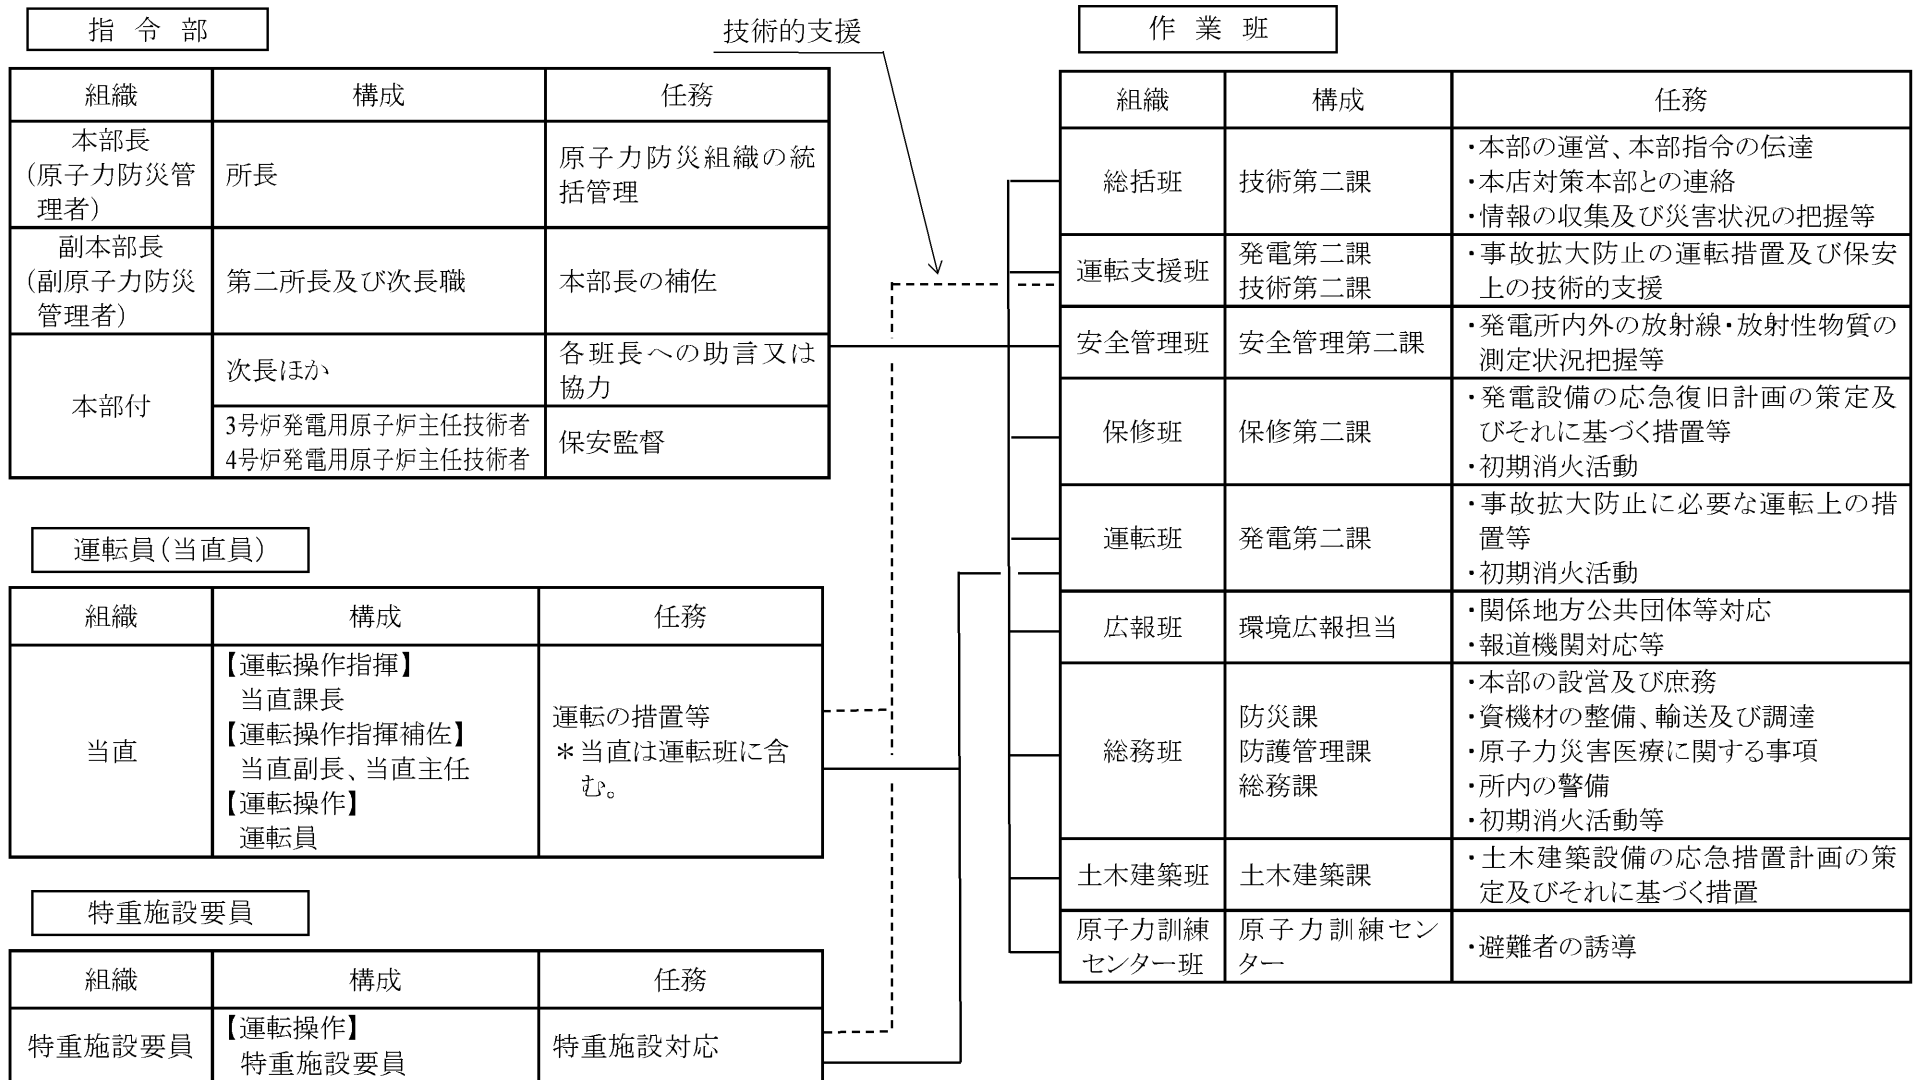 指令部
組織
構成
任務
本部長
(原子力防災管
理者)
所長
原子力防災組織の統
括管理
副本部長
(副原子力防災
管理者)
第二所長及び次長職
本部長の補佐
本部付
次長ほか
各班長への助言又は
協力
3号炉発電用原子炉主任技術者
4号炉発電用原子炉主任技術者
保安監督
運転員(当直員)
組織
構成
任務
当直
【運転操作指揮】
当直課長
【運転操作指揮補佐】
当直副長、当直主任
【運転操作】
運転員
運転の措置等
＊当直は運転班に含
む。
特重施設要員
組織
構成
任務
特重施設要員
【運転操作】
特重施設要員
特重施設対応
技術的支援
作業班
組織
構成
任務
総括班
技術第二課
・本部の運営、本部指令の伝達
・本店対策本部との連絡
・情報の収集及び災害状況の把握等
運転支援班
発電第二課
技術第二課
・事故拡大防止の運転措置及び保安
上の技術的支援
安全管理班
安全管理第二課
・発電所内外の放射線・放射性物質の
測定状況把握等
保修班
保修第二課
・発電設備の応急復旧計画の策定及
びそれに基づく措置等
・初期消火活動
運転班
発電第二課
・事故拡大防止に必要な運転上の措
置等
・初期消火活動
広報班
環境広報担当
・関係地方公共団体等対応
・報道機関対応等
総務班
防災課
防護管理課
総務課
・本部の設営及び庶務
・資機材の整備、輸送及び調達
・原子力災害医療に関する事項
・所内の警備
・初期消火活動等
土木建築班
土木建築課
・土木建築設備の応急措置計画の策
定及びそれに基づく措置
原子力訓練
センター班
原子力訓練セン
ター
・避難者の誘導